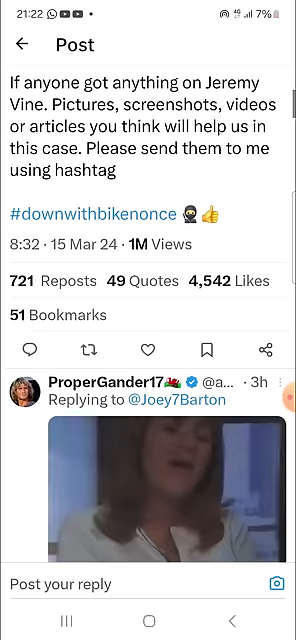 21:22 7%
Post
If anyone got anything on Jeremy
Vine. Pictures, screenshots, videos
or articles you think will help us in
this case. Please send them to me
using hashtag
#downwithbikenonce 🥷👍
8:32 · 15 Mar 24 · 1M Views
721 Reposts 49 Quotes 4,542 Likes
51 Bookmarks
ProperGander17🏴󠁧󠁢󠁷󠁬󠁳󠁿 @a... · 3h
Replying to @Joey7Barton
Post your reply